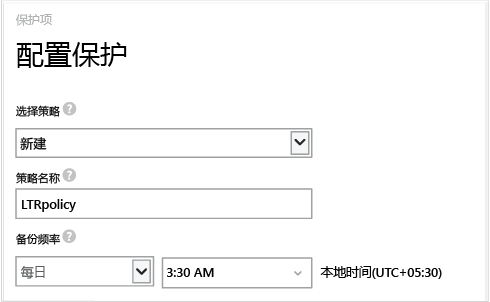 保护项
配置保护
选择策略 ?
新建
策略名称 ?
LTRpolicy
备份频率 ?
每日 3:30 AM 本地时间(UTC+05:30)